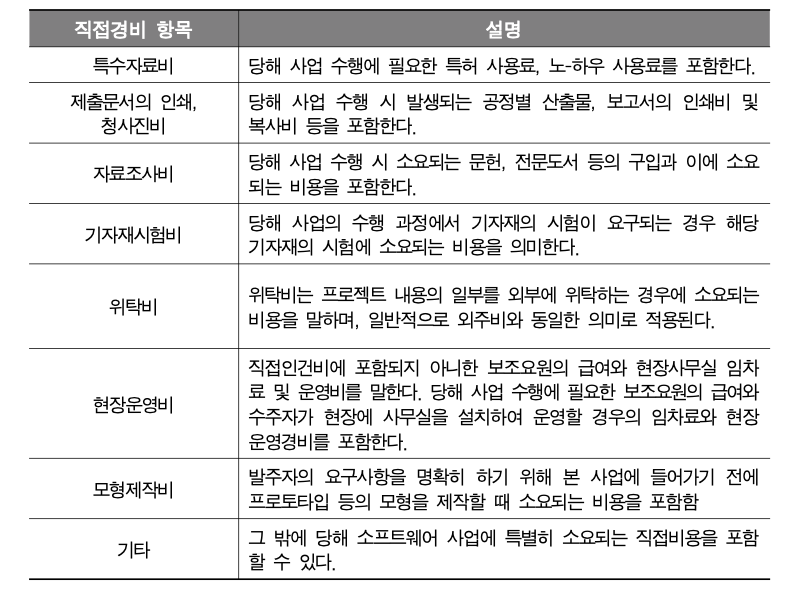 직접경비 항목
설명
특수자료비
당해 사업 수행에 필요한 특허 사용료, 노-하우 사용료를 포함한다.
제출문서의 인쇄,
청사진비
당해 사업 수행 시 발생되는 공정별 산출물, 보고서의 인쇄비 및
복사비 등을 포함한다.
자료조사비
당해 사업 수행 시 소요되는 문헌, 전문도서 등의 구입과 이에 소요
되는 비용을 포함한다.
기자재시험비
당해 사업의 수행 과정에서 기자재의 시험이 요구되는 경우 해당
기자재의 시험에 소요되는 비용을 의미한다.
위탁비
위탁비는 프로젝트 내용의 일부를 외부에 위탁하는 경우에 소요되는
비용을 말하며, 일반적으로 외주비와 동일한 의미로 적용된다.
현장운영비
직접인건비에 포함되지 아니한 보조요원의 급여와 현장사무실 임차
료 및 운영비를 말한다. 당해 사업 수행에 필요한 보조요원의 급여와
수주자가 현장에 사무실을 설치하여 운영할 경우의 임차료와 현장
운영경비를 포함한다.
모형제작비
발주자의 요구사항을 명확히 하기 위해 본 사업에 들어가기 전에
프로토타입 등의 모형을 제작할 때 소요되는 비용을 포함함
기타
그 밖에 당해 소프트웨어 사업에 특별히 소요되는 직접비용을 포함
할 수 있다.